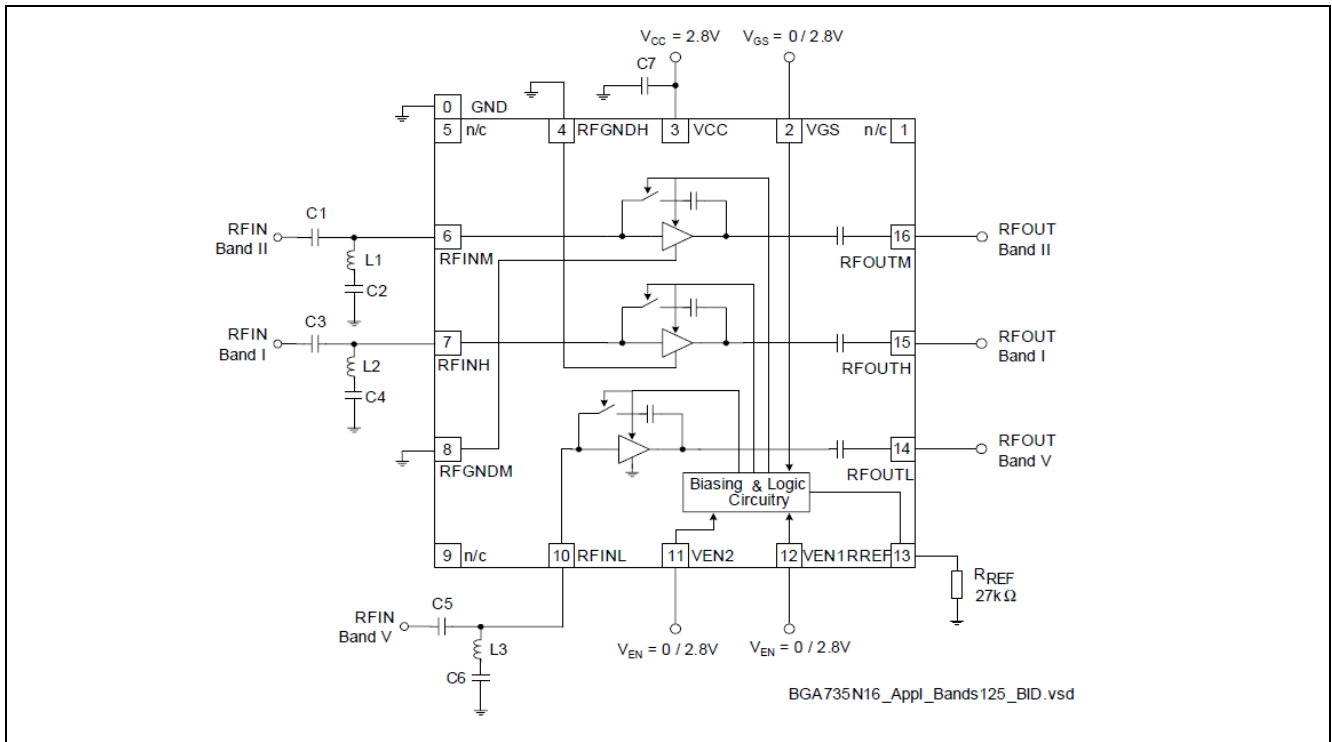 VCC = 2.8V
VGS = 0 / 2.8V
C7
0 GND
5 n/c
4 RFGNDH
3 VCC
2 VGS
n/c 1
C1
RFIN
Band II
6
RFINM
L1
C2
16
RFOUTM
RFOUT
Band II
C3
RFIN
Band I
7
RFINH
L2
C4
15
RFOUTH
RFOUT
Band I
8
RFGNDM
14
RFOUTL
RFOUT
Band V
Biasing & Logic
Circuitry
9 n/c
10 RFINL
11 VEN2
12 VEN1
RREF 13
RREF
27kΩ
C5
RFIN
Band V
L3
C6
VEN = 0 / 2.8V
VEN = 0 / 2.8V
BGA735N16_Appl_Bands125_BID.vsd